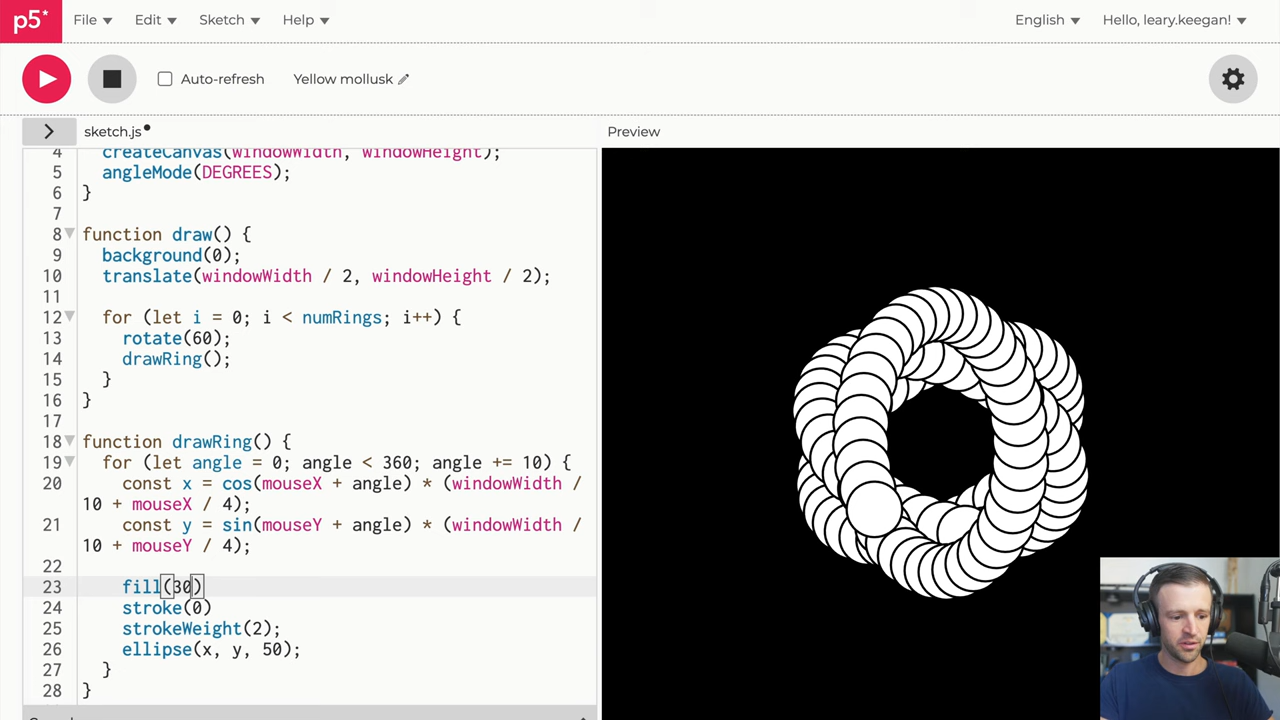 p5* File Edit Sketch Help English Hello, leary.keegan!
Auto-refresh Yellow mollusk
sketch.js Preview
4 createCanvas(windowWidth, windowHeight);
5 angleMode(DEGREES);
6 }
7
8 function draw() {
9 background(0);
10 translate(windowWidth / 2, windowHeight / 2);
11
12 for (let i = 0; i < numRings; i++) {
13 rotate(60);
14 drawRing();
15 }
16 }
17
18 function drawRing() {
19 for (let angle = 0; angle < 360; angle += 10) {
20 const x = cos(mouseX + angle) * (windowWidth /
10 + mouseX / 4);
21 const y = sin(mouseY + angle) * (windowWidth /
10 + mouseY / 4);
22
23 fill(30)
24 stroke(0)
25 strokeWeight(2);
26 ellipse(x, y, 50);
27 }
28 }